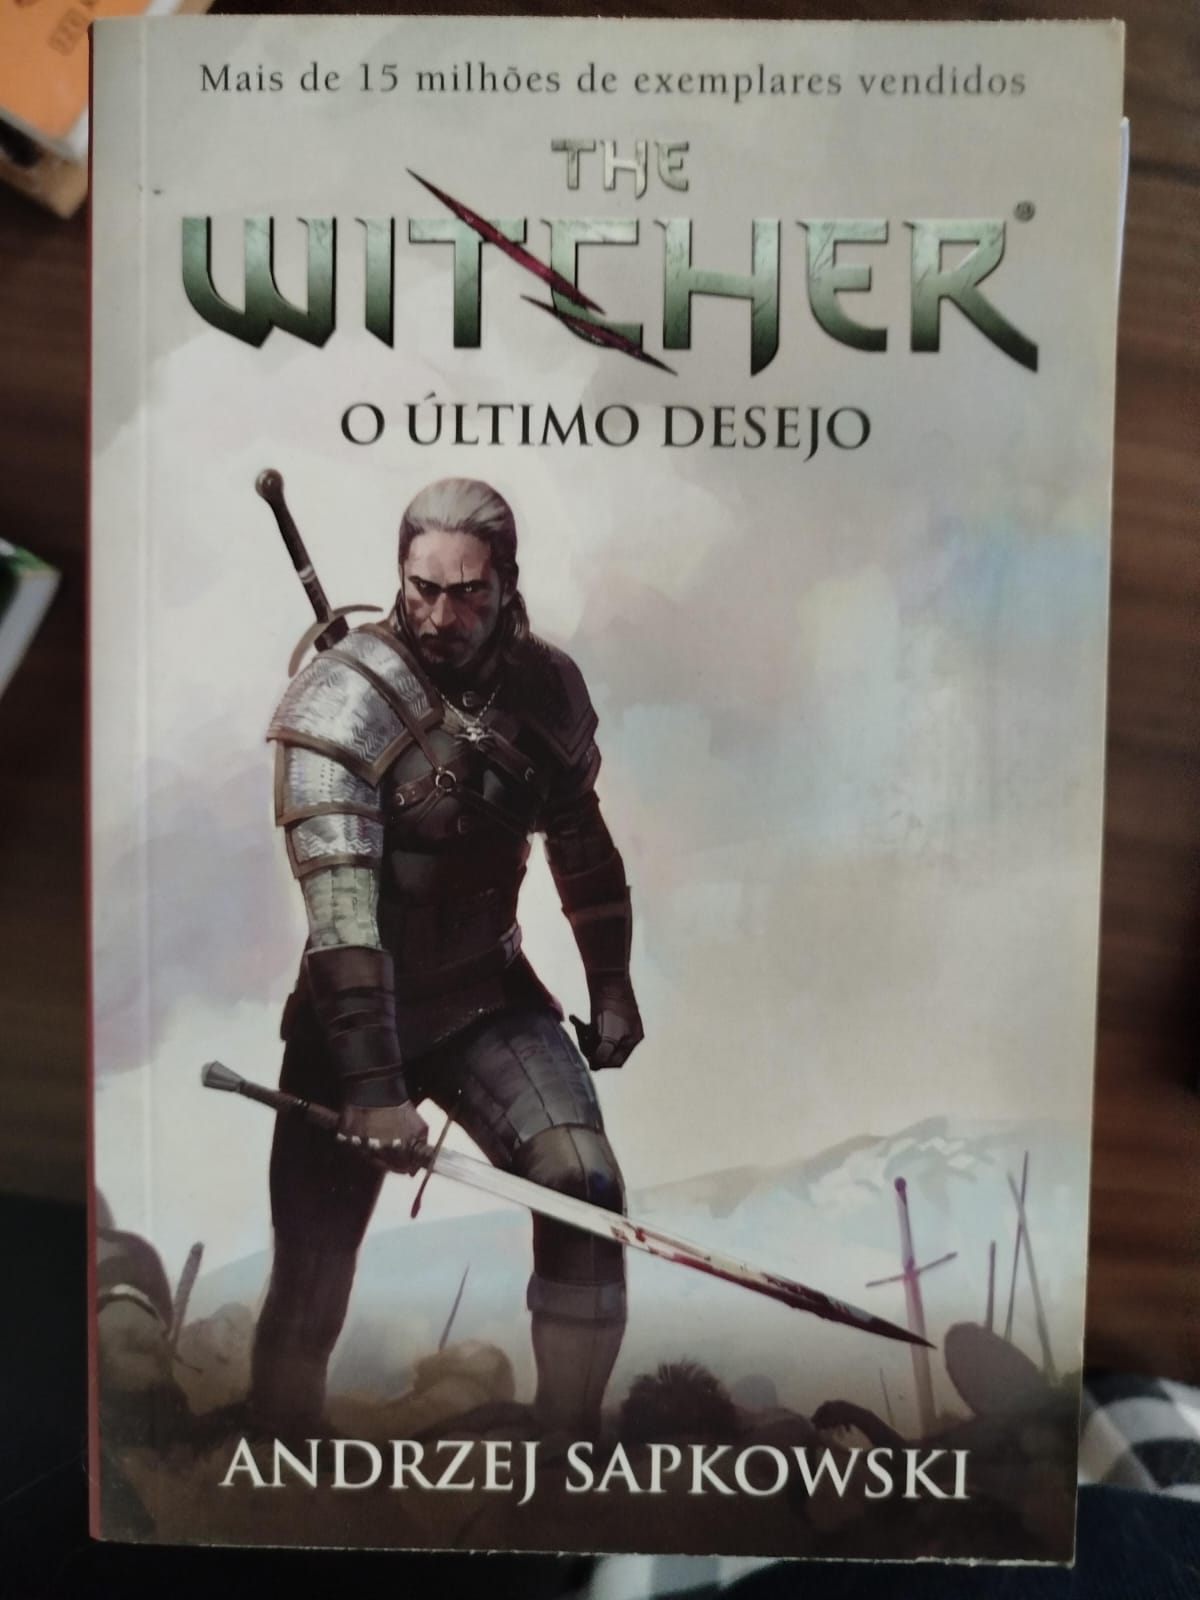 Mais de 15 milhões de exemplares vendidos
THE
WITCHER®
O ÚLTIMO DESEJO
ANDRZEJ SAPKOWSKI